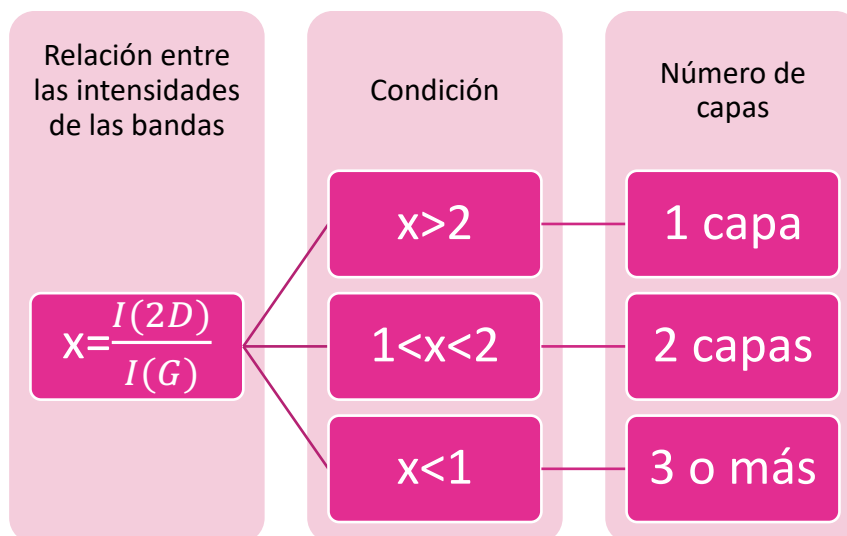 Relación entre
las intensidades
de las bandas
Condición
Número de
capas
x=I(2D)/I(G)
x>2
1 capa
1<x<2
2 capas
x<1
3 o más